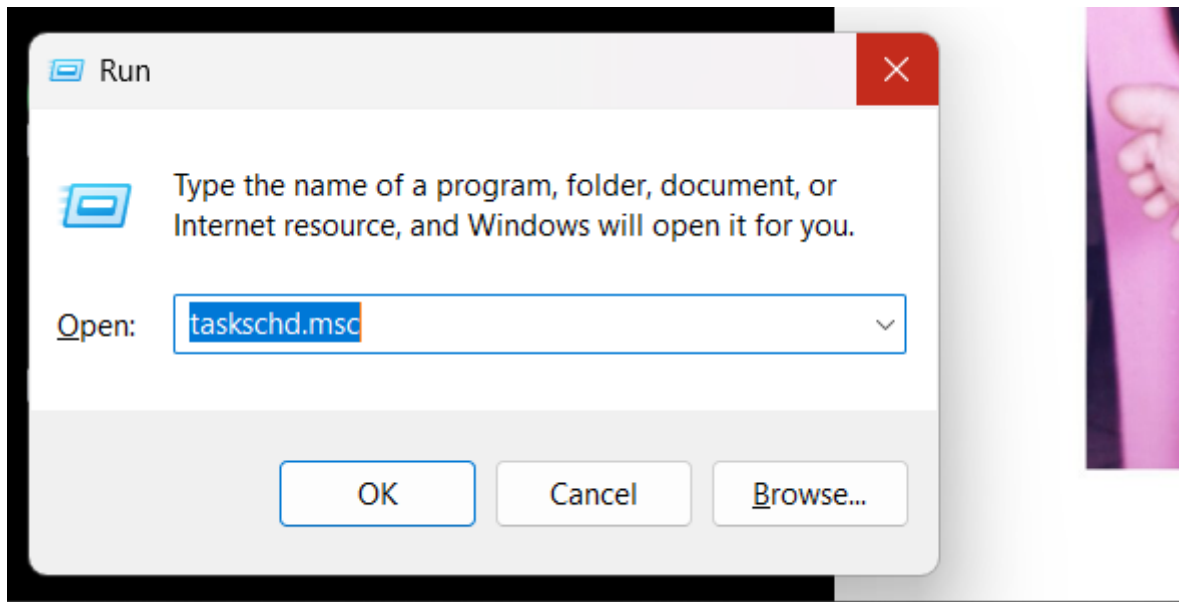 Run
Type the name of a program, folder, document, or
Internet resource, and Windows will open it for you.
Open:
taskschd.msc
OK
Cancel
Browse...